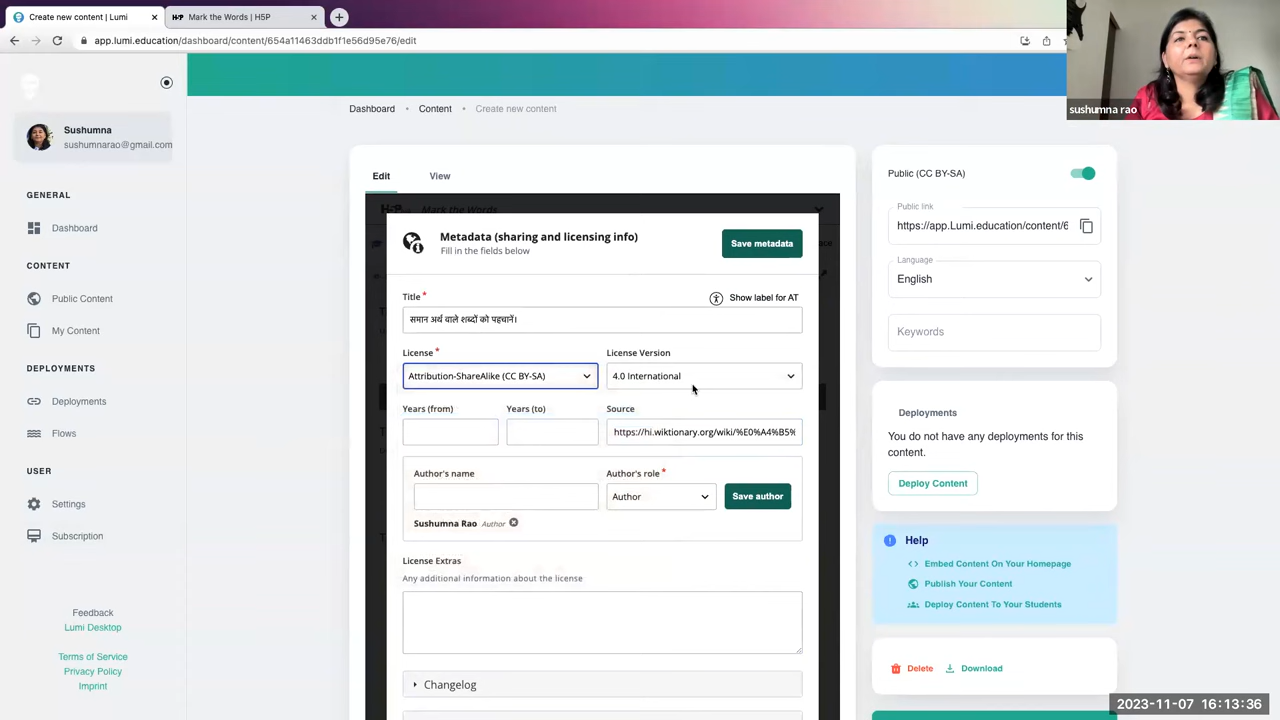 Create new content | Lumi
Mark the Words | H5P
app.lumi.education/dashboard/content/654a11463ddb1f1e56d95e76/edit
sushumna rao
Sushumna
sushumnarao@gmail.com
GENERAL
Dashboard
CONTENT
Public Content
My Content
DEPLOYMENTS
Deployments
Flows
USER
Settings
Subscription
Feedback
Lumi Desktop
Terms of Service
Privacy Policy
Imprint
Dashboard • Content • Create new content
Edit View
H5P Mark the Words
Metadata (sharing and licensing info)
Fill in the fields below
Save metadata
Title*
Show label for AT
समान अर्थ वाले शब्दों को पहचानें।
License* License Version
Attribution-ShareAlike (CC BY-SA) 4.0 International
Years (from) Years (to) Source
https://hi.wiktionary.org/wiki/%E0%A4%B5%
Author's name Author's role*
Author Save author
Sushumna Rao Author
License Extras
Any additional information about the license
Changelog
Public (CC BY-SA)
Public link
https://app.Lumi.education/content/6
Language
English
Keywords
Deployments
You do not have any deployments for this
content.
Deploy Content
Help
Embed Content On Your Homepage
Publish Your Content
Deploy Content To Your Students
Delete Download
2023-11-07 16:13:36